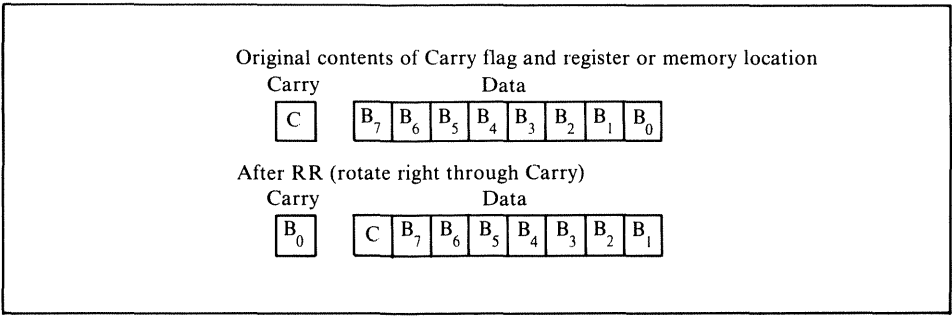 Original contents of Carry flag and register or memory location
Carry Data
C B₇ B₆ B₅ B₄ B₃ B₂ B₁ B₀
After RR (rotate right through Carry)
Carry Data
B₀ C B₇ B₆ B₅ B₄ B₃ B₂ B₁